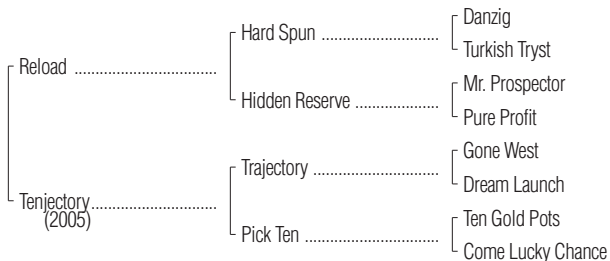 Danzig
Hard Spun ..............................
Turkish Tryst
Reload ....................................
Mr. Prospector
Hidden Reserve .....................
Pure Profit
Gone West
Trajectory ................................
Dream Launch
Tenjectory................................
(2005)
Ten Gold Pots
Pick Ten ..................................
Come Lucky Chance